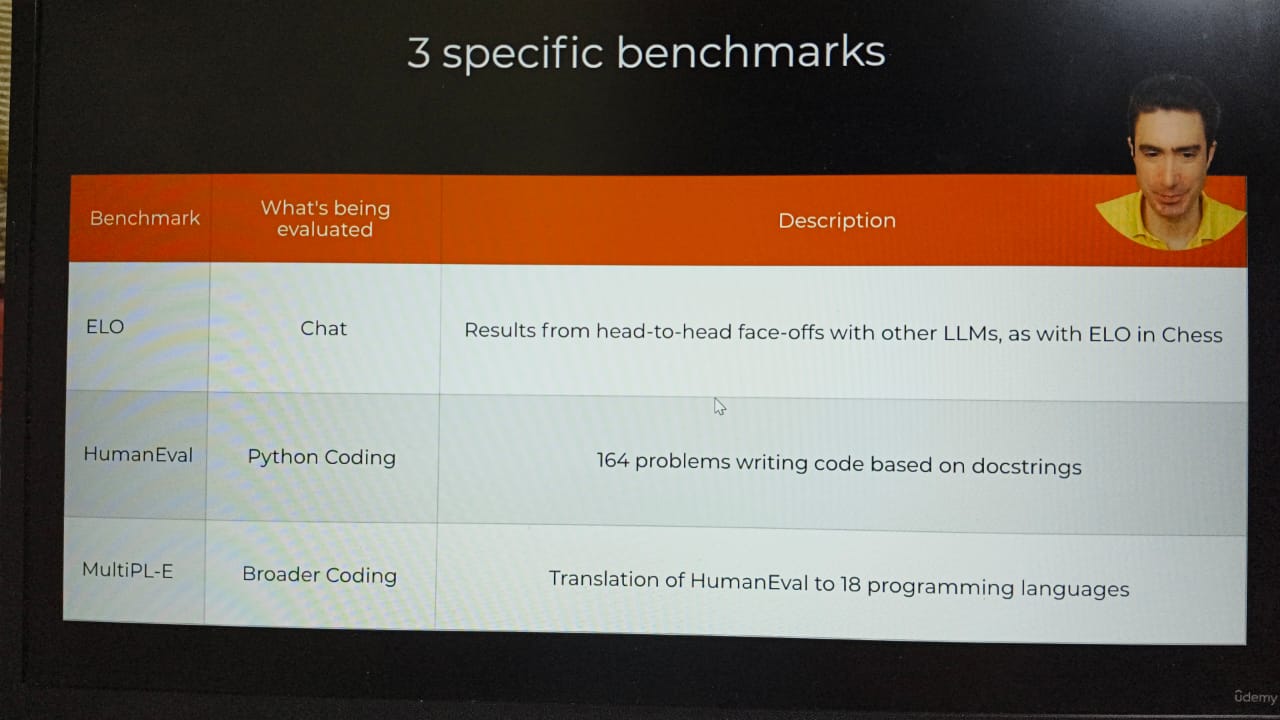 3 specific benchmarks
Benchmark
What's being
evaluated
Description
ELO
Chat
Results from head-to-head face-offs with other LLMs, as with ELO in Chess
HumanEval
Python Coding
164 problems writing code based on docstrings
MultiPL-E
Broader Coding
Translation of HumanEval to 18 programming languages
ûdemy